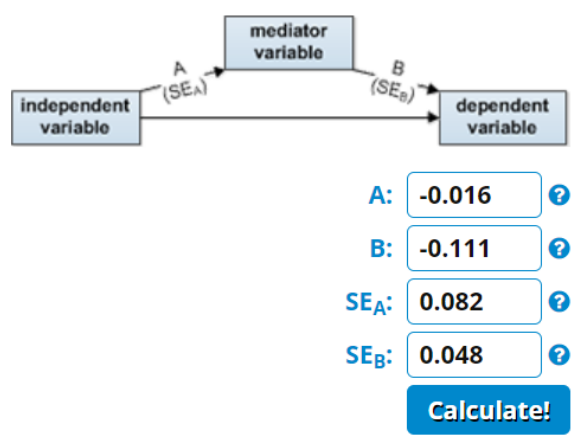 mediator
variable
A
(SEA)
B
(SEB)
independent
variable
dependent
variable
A: -0.016 ?
B: -0.111 ?
SEA: 0.082 ?
SEB: 0.048 ?
Calculate!